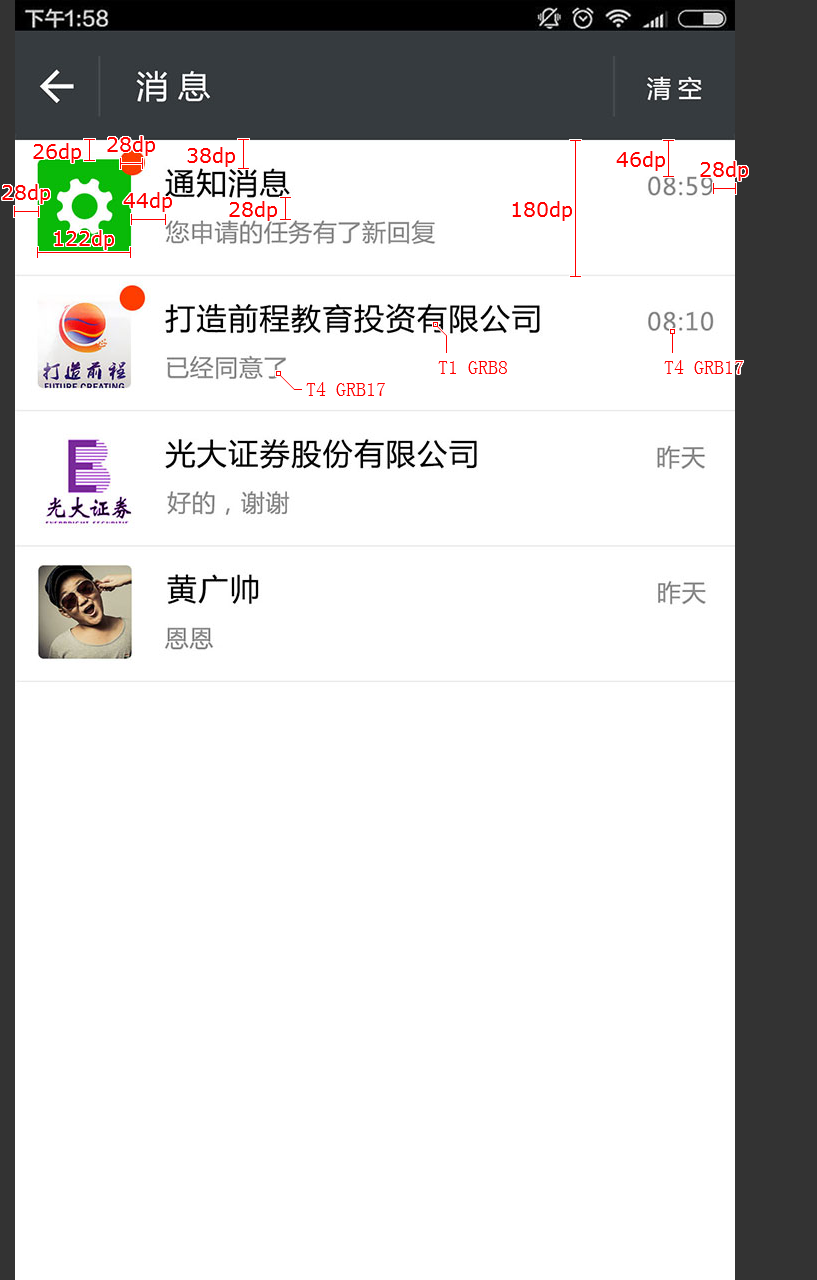 下午1:58
消息
清空
26dp
28dp
38dp
46dp
28dp
通知消息
08:59
28dp
44dp
28dp
180dp
122dp
您申请的任务有了新回复
打造前程教育投资有限公司
08:10
打造前程
FUTURE CREATING
已经同意了
T1 GRB8
T4 GRB17
T4 GRB17
光大证券股份有限公司
昨天
光大证券
好的，谢谢
黄广帅
昨天
恩恩